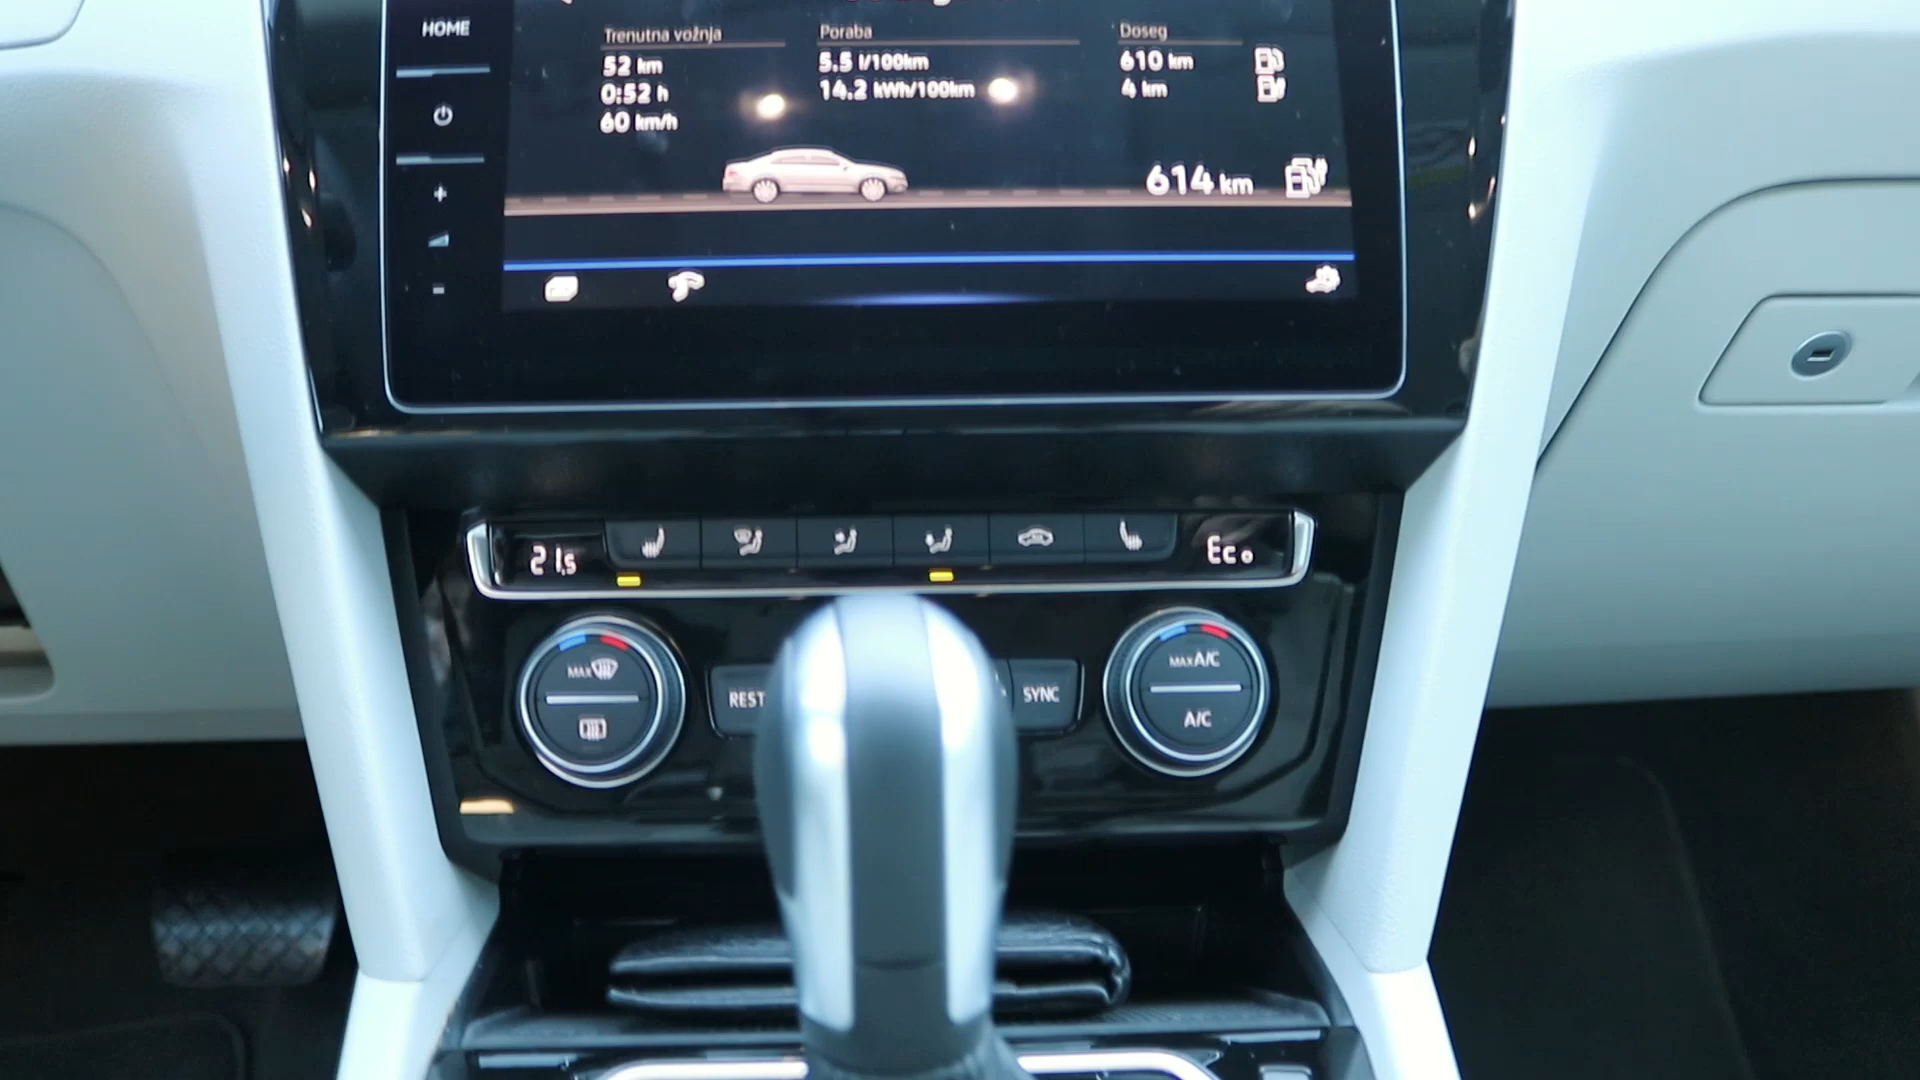 HOME
Trenutna vožnja
52 km
0:52 h
60 km/h
Poraba
5.5 l/100km
14.2 kWh/100km
Doseg
610 km
4 km
614 km
21,5
Eco
MAX
REST
SYNC
MAX A/C
A/C